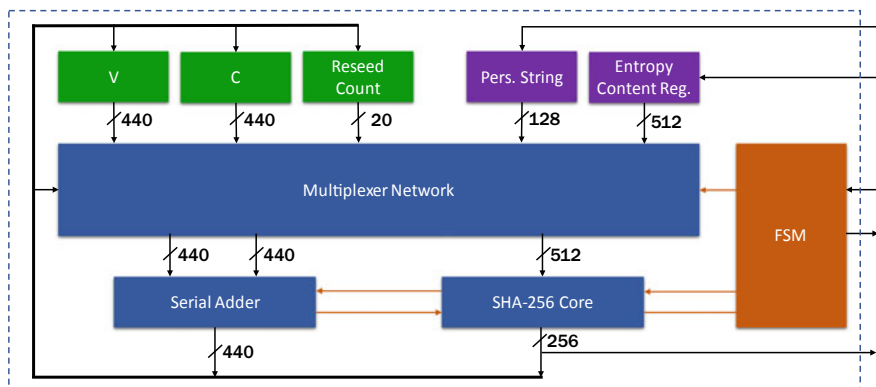 V
C
Reseed
Count
Pers. String
Entropy
Content Reg.
440
440
20
128
512
Multiplexer Network
FSM
440
440
512
Serial Adder
SHA-256 Core
440
256